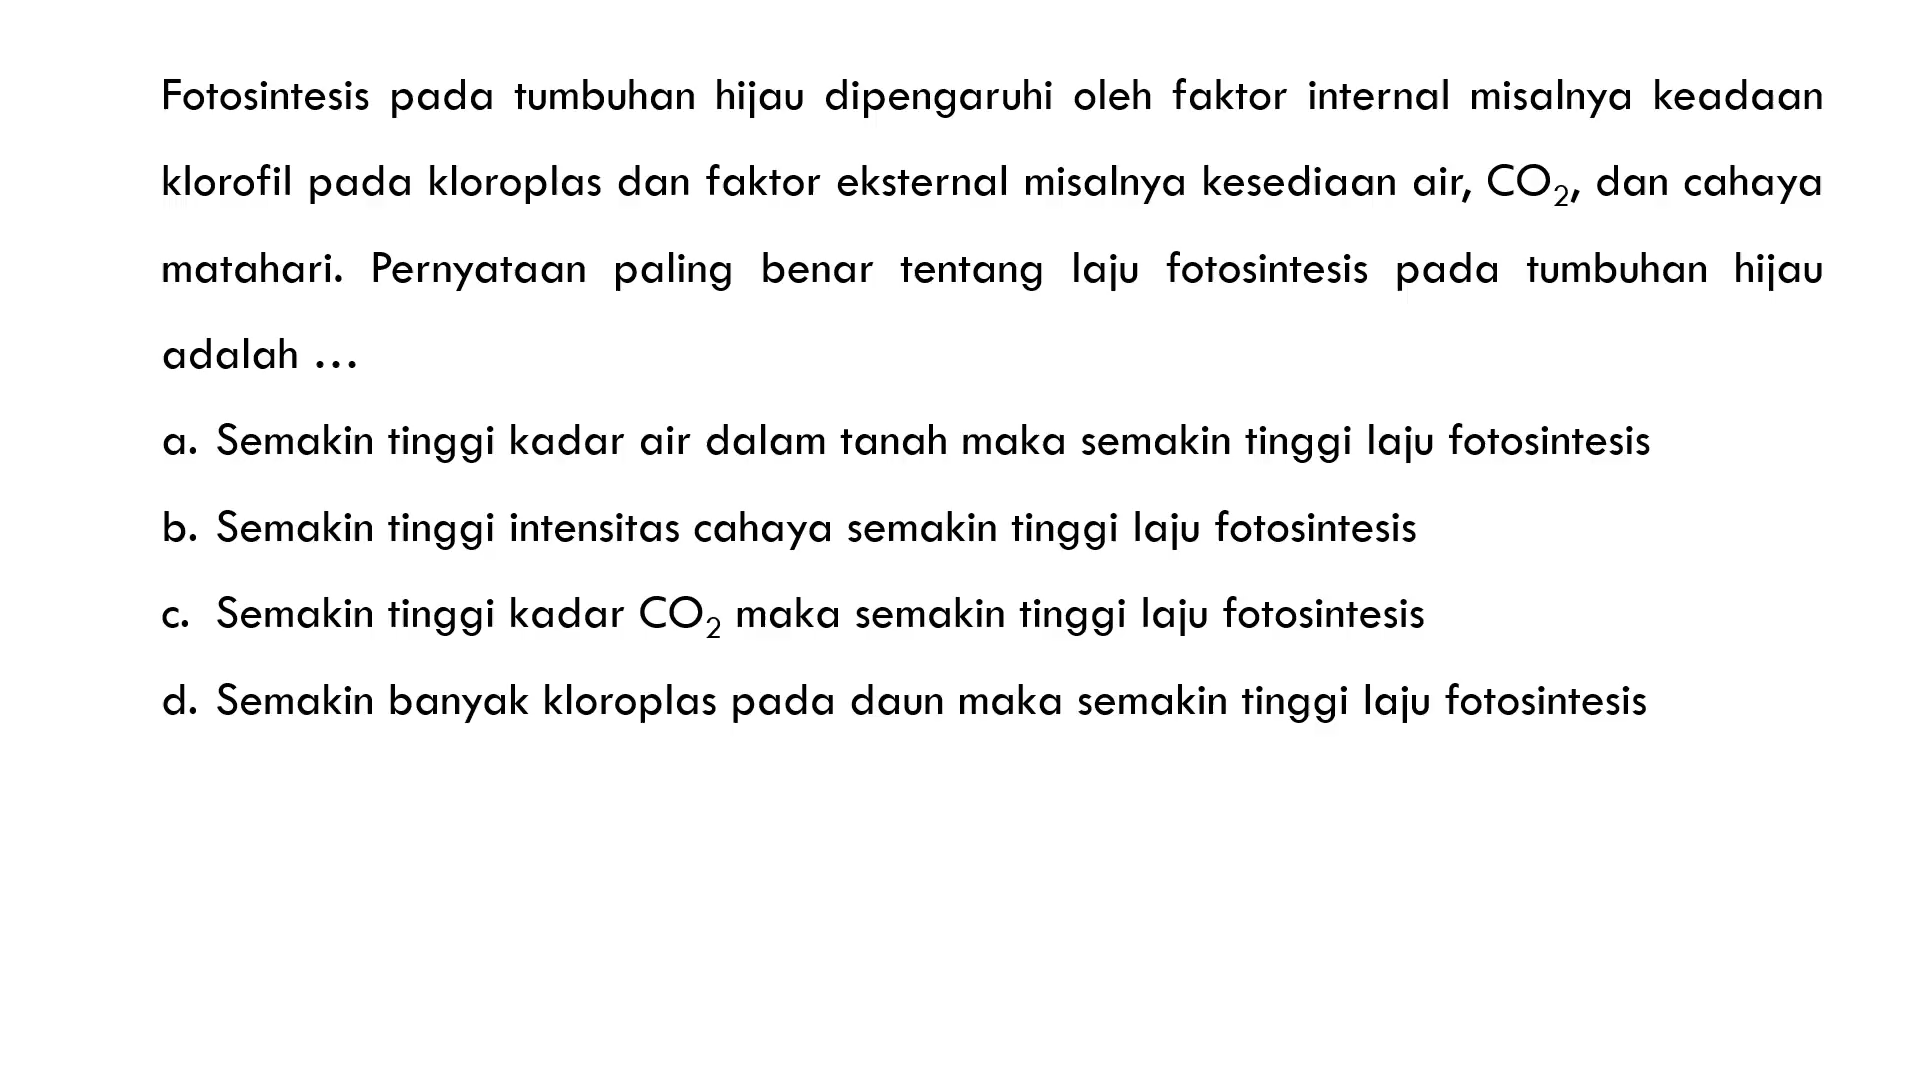 Fotosintesis pada tumbuhan hijau dipengaruhi oleh faktor internal misalnya keadaan
klorofil pada kloroplas dan faktor eksternal misalnya kesediaan air, CO₂, dan cahaya
matahari. Pernyataan paling benar tentang laju fotosintesis pada tumbuhan hijau
adalah …
a. Semakin tinggi kadar air dalam tanah maka semakin tinggi laju fotosintesis
b. Semakin tinggi intensitas cahaya semakin tinggi laju fotosintesis
c. Semakin tinggi kadar CO₂ maka semakin tinggi laju fotosintesis
d. Semakin banyak kloroplas pada daun maka semakin tinggi laju fotosintesis